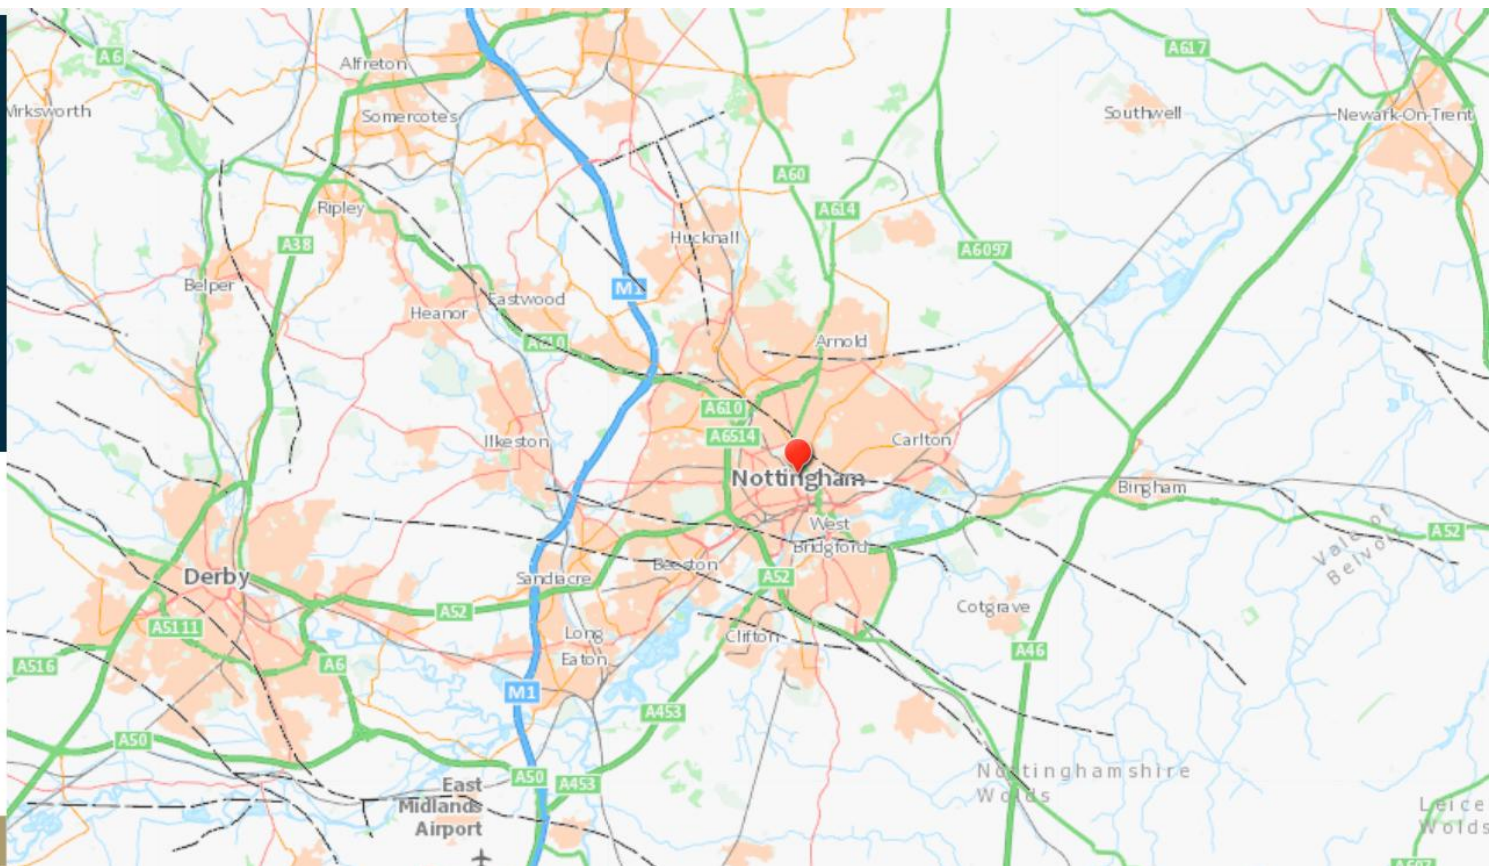 A617
A6
Alfreton
Wirksworth
Somercotes
Southwell
Newark-On-Trent
A60
A614
Ripley
Hucknall
A38
A6097
Belper
M1
Eastwood
Heanor
A610
Arnold
A610
A6514
Ilkeston
Carlton
Nottingham
Bingham
West
Bridgford
A52
Vale of
Belvoir
Beeston
Sandiacre
A52
Derby
A52
Cotgrave
A5111
Long
Eaton
Clifton
A516
A6
A46
M1
A453
A50
A50
A453
East
Midlands
Airport
Nottinghamshire
Wolds
Leice
Wolds